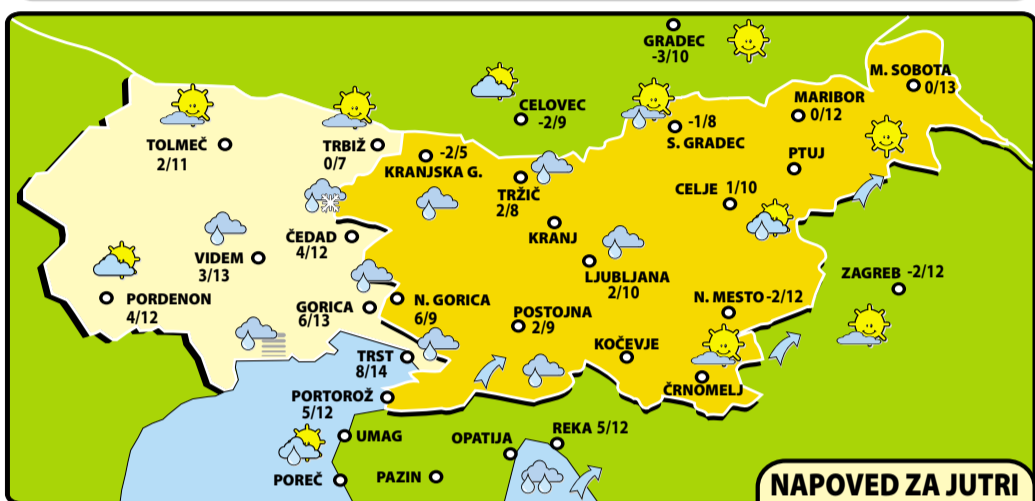 GRADEC
-3/10
M. SOBOTA
0/13
CELOVEC
-2/9
MARIBOR
0/12
-1/8
S. GRADEC
TOLMEČ
2/11
TRBIŽ
0/7
-2/5
KRANJSKA G.
PTUJ
TRŽIČ
2/8
CELJE 1/10
KRANJ
ČEDAD
4/12
VIDEM
3/13
LJUBLJANA
2/10
ZAGREB -2/12
PORDENON
4/12
GORICA
6/13
N. GORICA
6/9
N. MESTO -2/12
POSTOJNA
2/9
KOČEVJE
TRST
8/14
ČRNOMELJ
PORTOROŽ
5/12
UMAG
OPATIJA
REKA 5/12
POREČ
PAZIN
NAPOVED ZA JUTRI